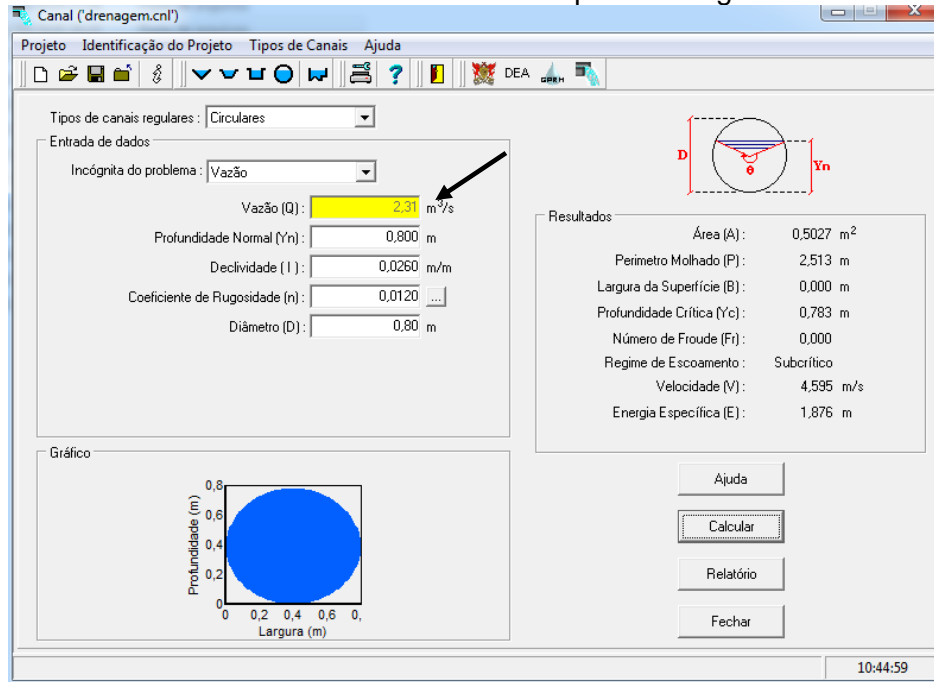 Canal ('drenagem.cnl')
Projeto Identificação do Projeto Tipos de Canais Ajuda
DEA GPRH
Tipos de canais regulares : Circulares
Entrada de dados
Incógnita do problema : Vazão
Vazão (Q) : 2,31 m³/s
Profundidade Normal (Yn) : 0,800 m
Declividade ( I ) : 0,0260 m/m
Coeficiente de Rugosidade (n) : 0,0120 ...
Diâmetro (D) : 0,80 m
D θ Yn
Resultados
Área (A) : 0,5027 m²
Perimetro Molhado (P) : 2,513 m
Largura da Superfície (B) : 0,000 m
Profundidade Crítica (Yc) : 0,783 m
Número de Froude (Fr) : 0,000
Regime de Escoamento : Subcrítico
Velocidade (V) : 4,595 m/s
Energia Específica (E) : 1,876 m
Gráfico
Profundidade (m)
0,8
0,6
0,4
0,2
0
0 0,2 0,4 0,6 0,
Largura (m)
Ajuda
Calcular
Relatório
Fechar
10:44:59